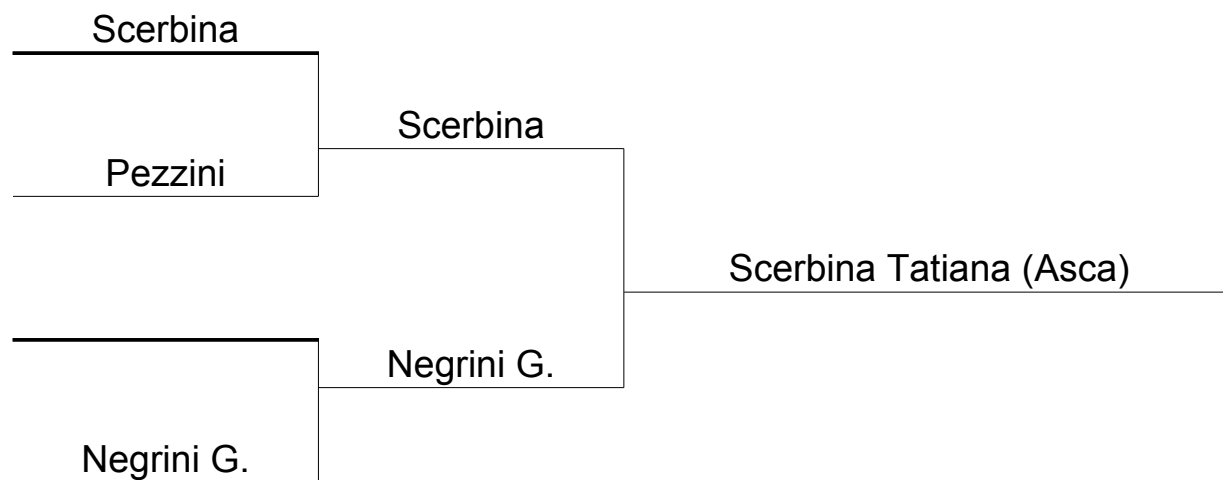 Scerbina
Scerbina
Pezzini
Scerbina Tatiana (Asca)
Negrini G.
Negrini G.